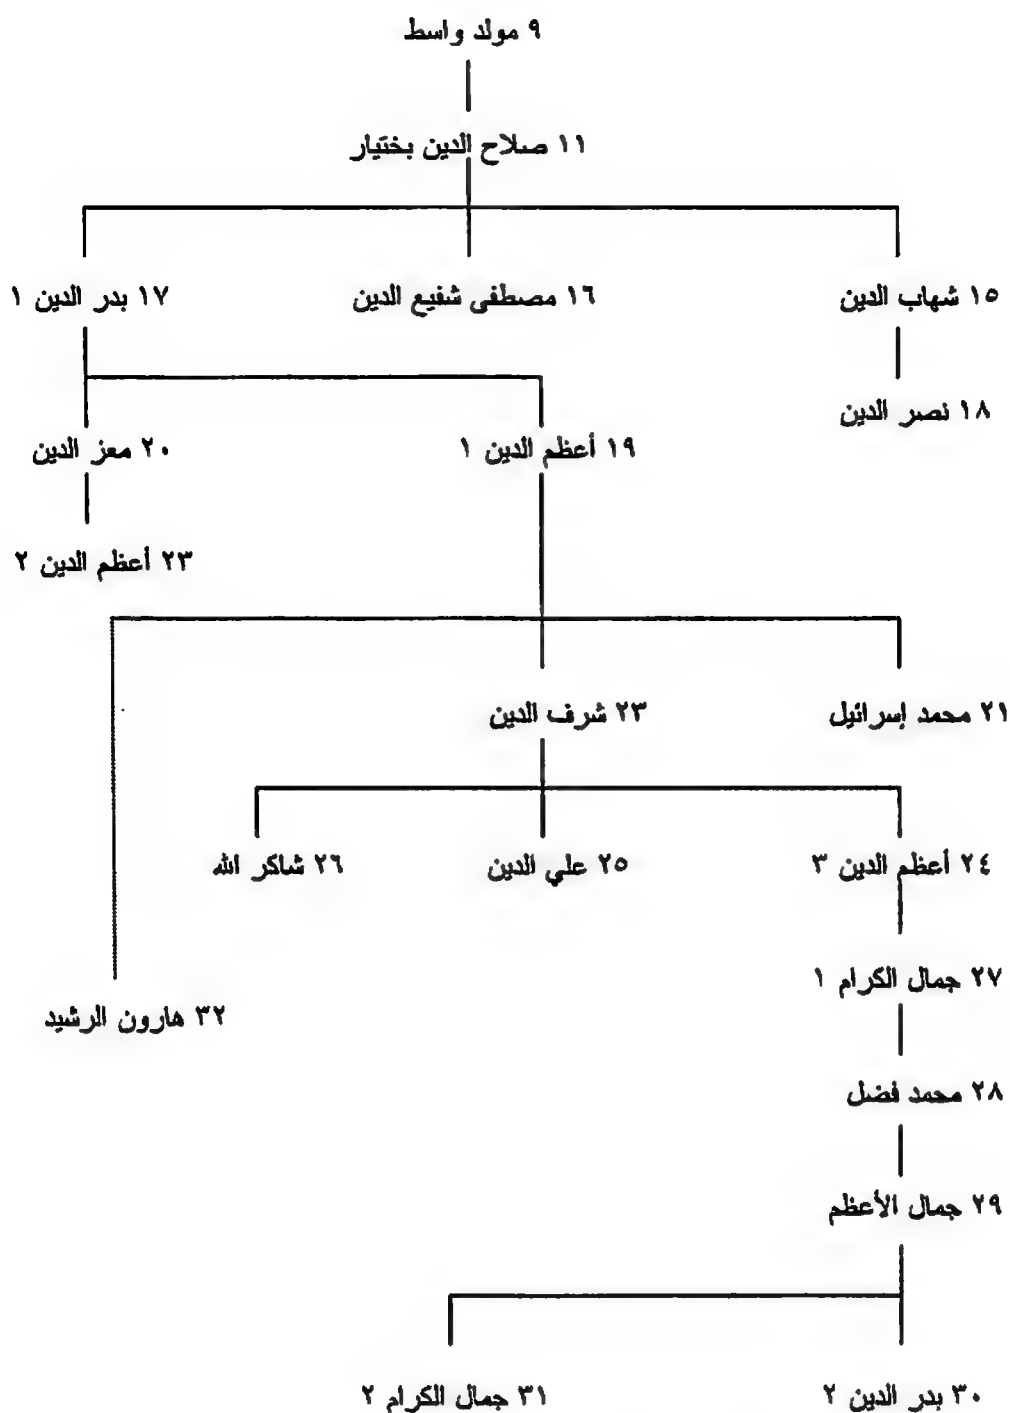 ٩ مولد واسط
١١ صلاح الدين بختيار
١٥ شهاب الدين
١٦ مصطفى شفيع الدين
١٧ بدر الدين ١
١٨ نصر الدين
١٩ أعظم الدين ١
٢٠ معز الدين
٢٣ أعظم الدين ٢
٢١ محمد إسرائيل
٢٣ شرف الدين
٢٤ أعظم الدين ٣
٢٥ علي الدين
٢٦ شاكر الله
٢٧ جمال الكرام ١
٣٢ هارون الرشيد
٢٨ محمد فضل
٢٩ جمال الأعظم
٣٠ بدر الدين ٢
٣١ جمال الكرام ٢